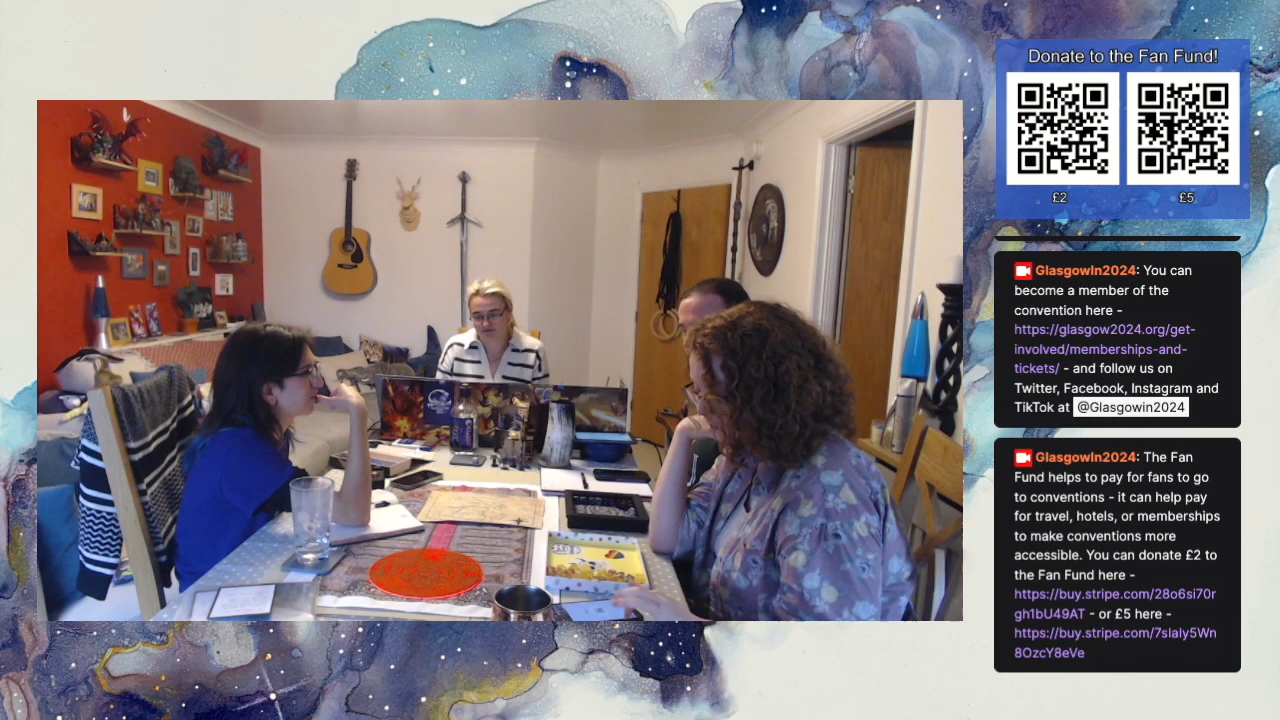 Donate to the Fan Fund!
£2
£5
GlasgowIn2024: You can
become a member of the
convention here -
https://glasgow2024.org/get-
involved/memberships-and-
tickets/ - and follow us on
Twitter, Facebook, Instagram and
TikTok at @Glasgowin2024
GlasgowIn2024: The Fan
Fund helps to pay for fans to go
to conventions - it can help pay
for travel, hotels, or memberships
to make conventions more
accessible. You can donate £2 to
the Fan Fund here -
https://buy.stripe.com/28o6si70r
gh1bU49AT - or £5 here -
https://buy.stripe.com/7sIaIy5Wn
8OzcY8eVe